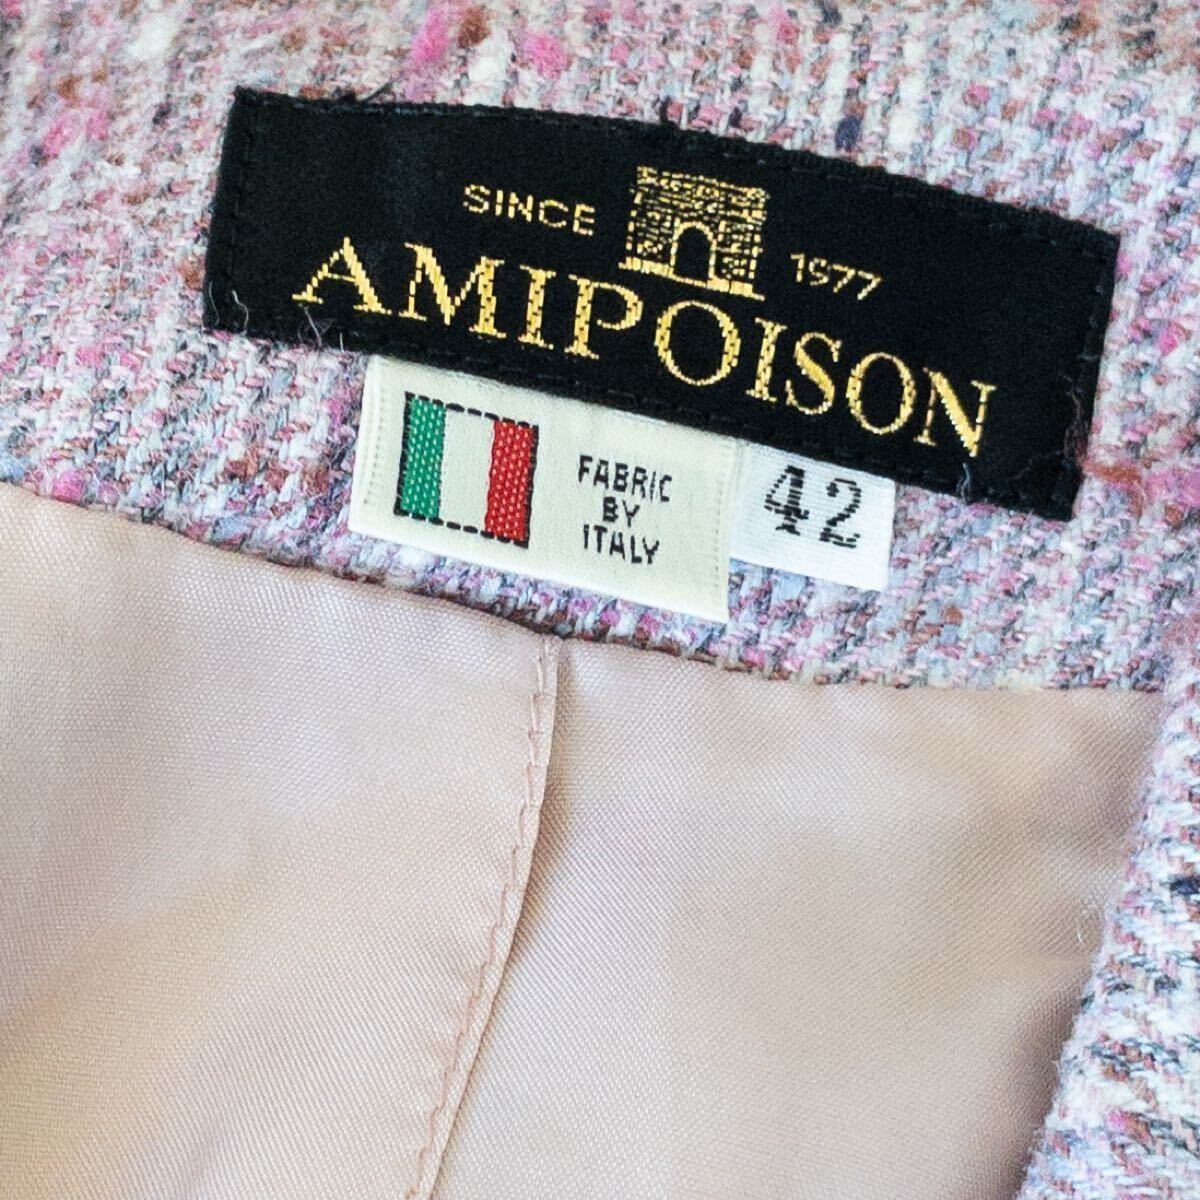 SINCE 1977
AMIPOISON
FABRIC
BY
ITALY
42